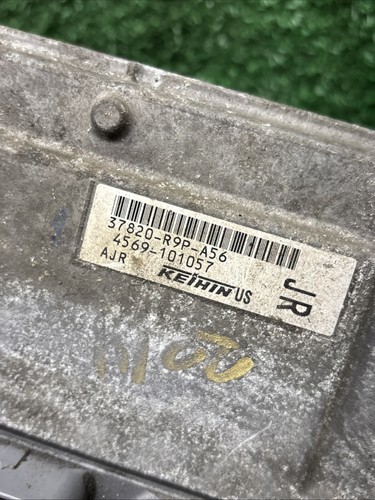 37820-R9P-A56
4569-101057
AJR
KEIHIN US
JR